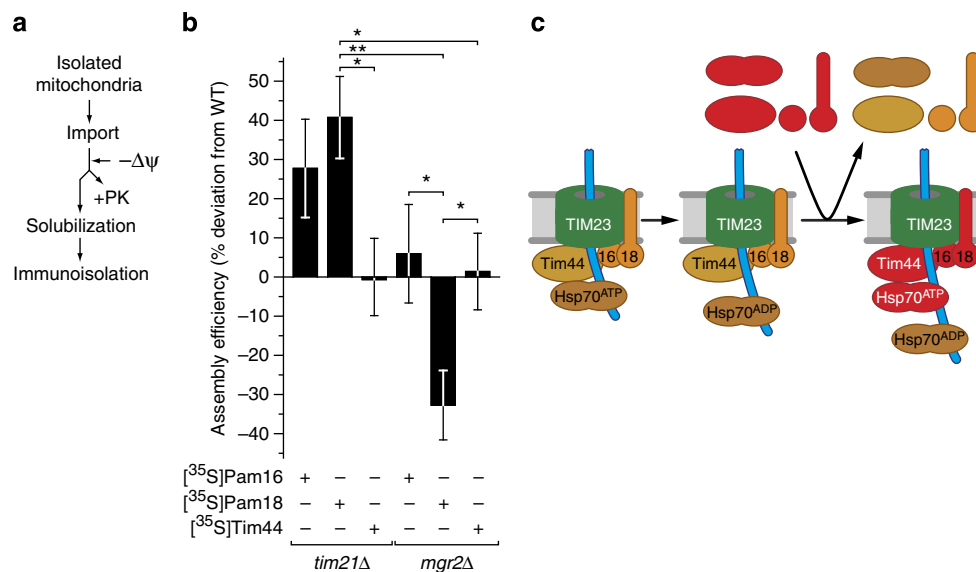 a
Isolated
mitochondria
Import
–Δψ
+PK
Solubilization
Immunoisolation
b
Assembly efficiency (% deviation from WT)
50
40
30
20
10
0
–10
–20
–30
–40
*
**
*
*
*
[35S]Pam16 + – – + – –
[35S]Pam18 – + – – + –
[35S]Tim44 – – + – – +
tim21Δ mgr2Δ
c
TIM23
Tim44 16 18
Hsp70ATP
TIM23
Tim44 16 18
Hsp70ADP
TIM23
Tim44 16 18
Hsp70ATP
Hsp70ADP